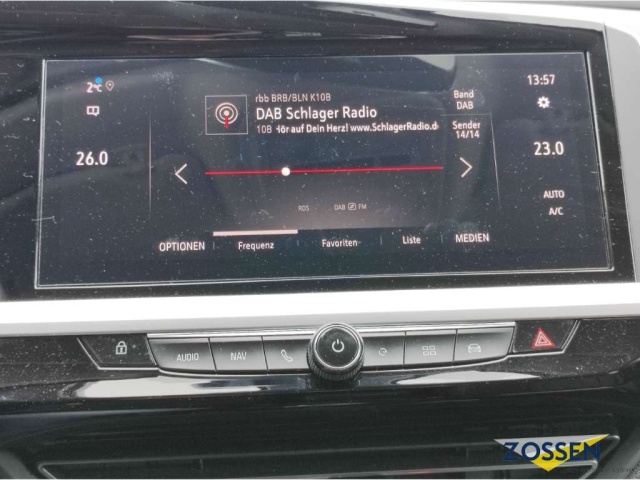 2°C
26.0
rbb BRB/BLN K10B
DAB Schlager Radio
10B Hör auf Dein Herz! www.SchlagerRadio.d
Band
DAB
Sender
14/14
13:57
23.0
AUTO
A/C
RDS DAB FM
OPTIONEN Frequenz Favoriten Liste MEDIEN
AUDIO NAV
ZOSSEN